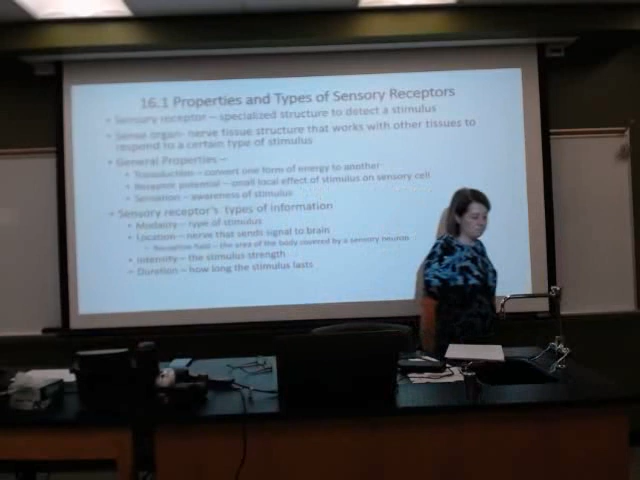 16.1 Properties and Types of Sensory Receptors
• Sensory receptor – specialized structure to detect a stimulus
• Sense organ- nerve tissue structure that works with other tissues to
respond to a certain type of stimulus
• General Properties –
• Transduction – convert one form of energy to another
• Receptor potential – small local effect of stimulus on sensory cell
• Sensation – awareness of stimulus
• Sensory receptor's types of information
• Modality – type of stimulus
• Location – nerve that sends signal to brain
• Receptive field – the area of the body covered by a sensory neuron
• Intensity – the stimulus strength
• Duration – how long the stimulus lasts